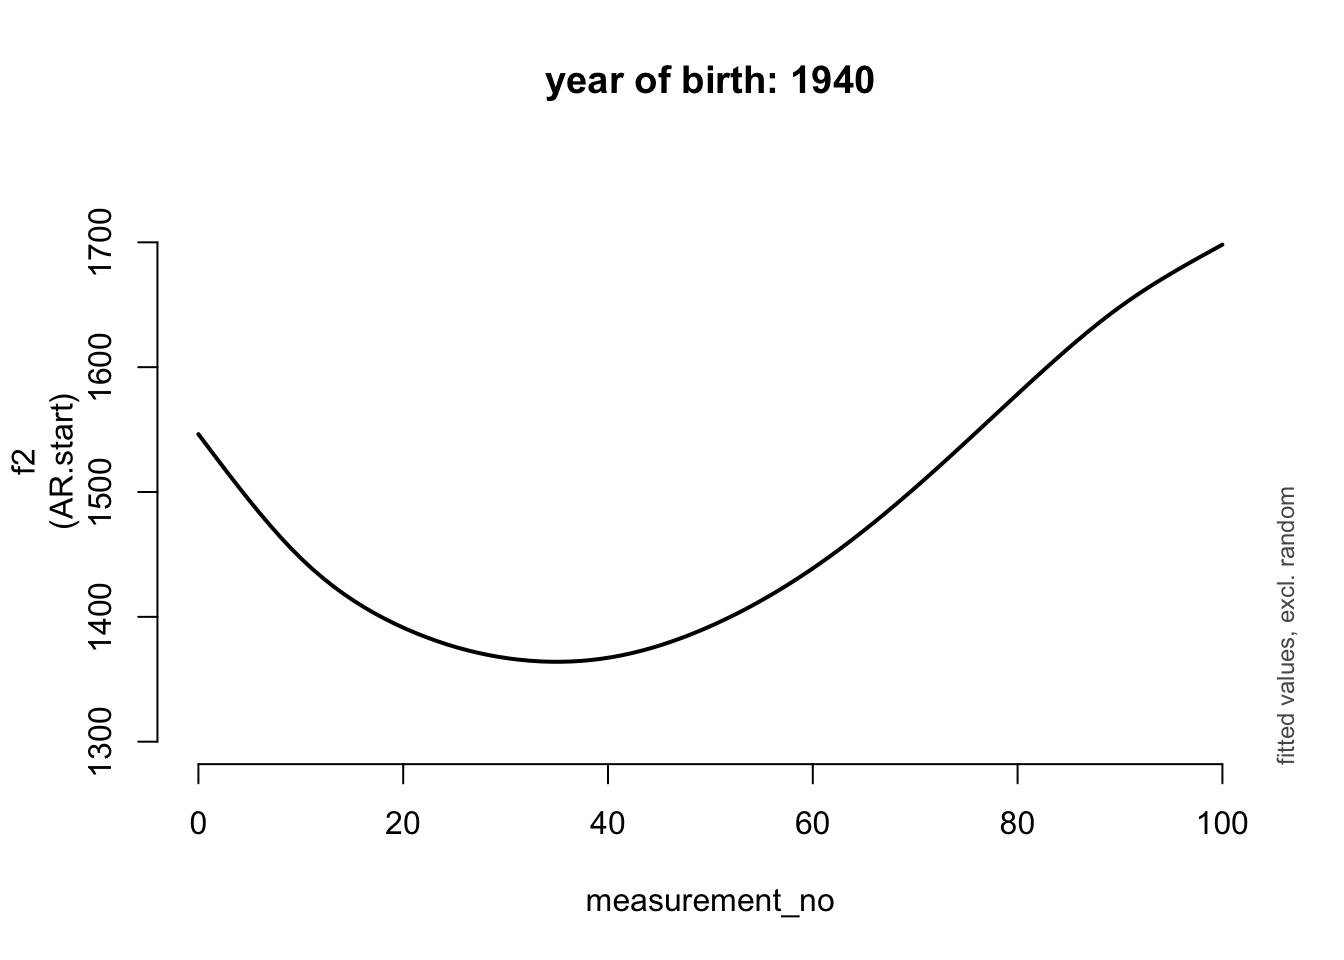 year of birth: 1940
f2
(AR.start)
1700
1600
1500
1400
1300
0 20 40 60 80 100
measurement_no
fitted values, excl. random